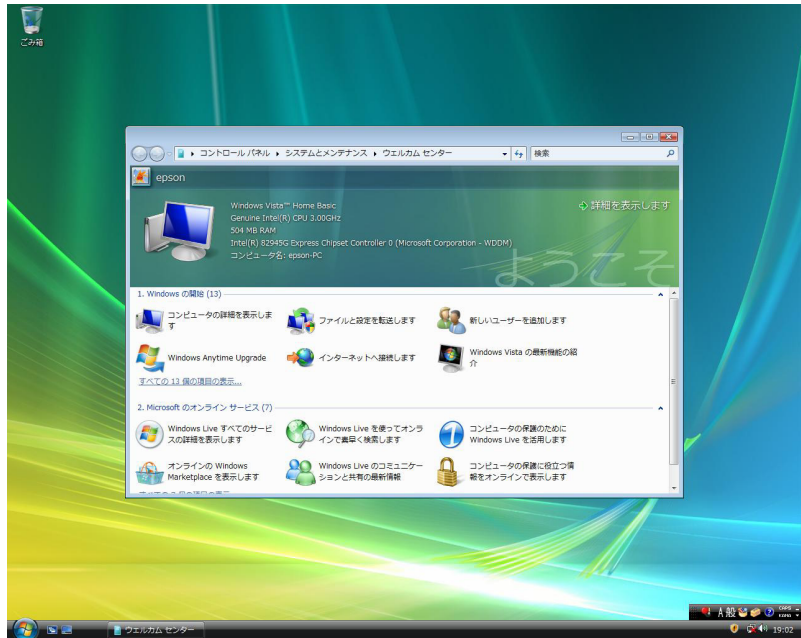 ごみ箱
コントロール パネル
システムとメンテナンス
ウェルカム センター
検索
epson
Windows Vista™ Home Basic
Genuine Intel(R) CPU 3.00GHz
504 MB RAM
Intel(R) 82945G Express Chipset Controller 0 (Microsoft Corporation - WDDM)
コンピュータ名: epson-PC
詳細を表示します
ようこそ
1. Windows の開始 (13)
コンピュータの詳細を表示しま
す
ファイルと設定を転送します
新しいユーザーを追加します
Windows Anytime Upgrade
インターネットへ接続します
Windows Vista の最新機能の紹
介
すべての 13 個の項目の表示...
2. Microsoft のオンライン サービス (7)
Windows Live すべてのサービ
スの詳細を表示します
Windows Live を使ってオンラ
インで素早く検索します
コンピュータの保護のために
Windows Live を活用します
オンラインの Windows
Marketplace を表示します
Windows Live のコミュニケー
ションと共有の最新情報
コンピュータの保護に役立つ情
報をオンラインで表示します
A 般
CAPS
KANA
ウェルカム センター
19:02